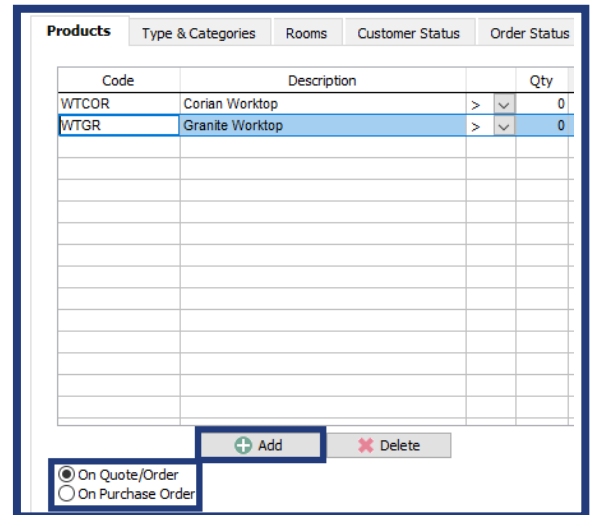 Products Type & Categories Rooms Customer Status Order Status
Code Description Qty
WTCOR Corian Worktop > 0
WTGR Granite Worktop > 0
Add Delete
On Quote/Order
On Purchase Order